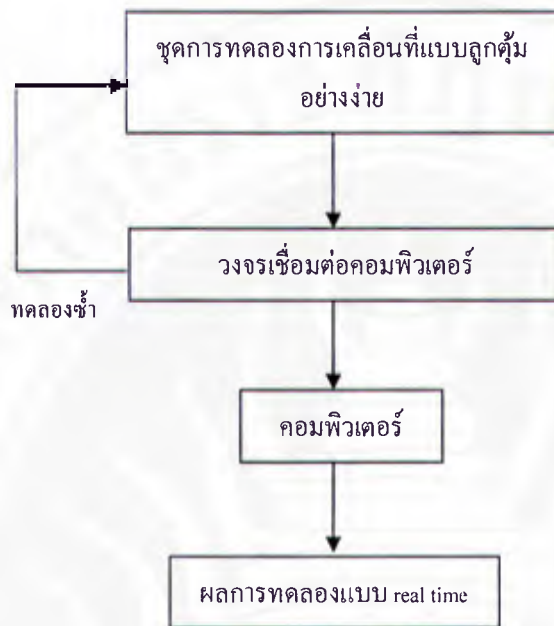 ชุดการทดลองการเคลื่อนที่แบบลูกตุ้ม
อย่างง่าย
วงจรเชื่อมต่อคอมพิวเตอร์
ทดลองซ้ำ
คอมพิวเตอร์
ผลการทดลองแบบ real time